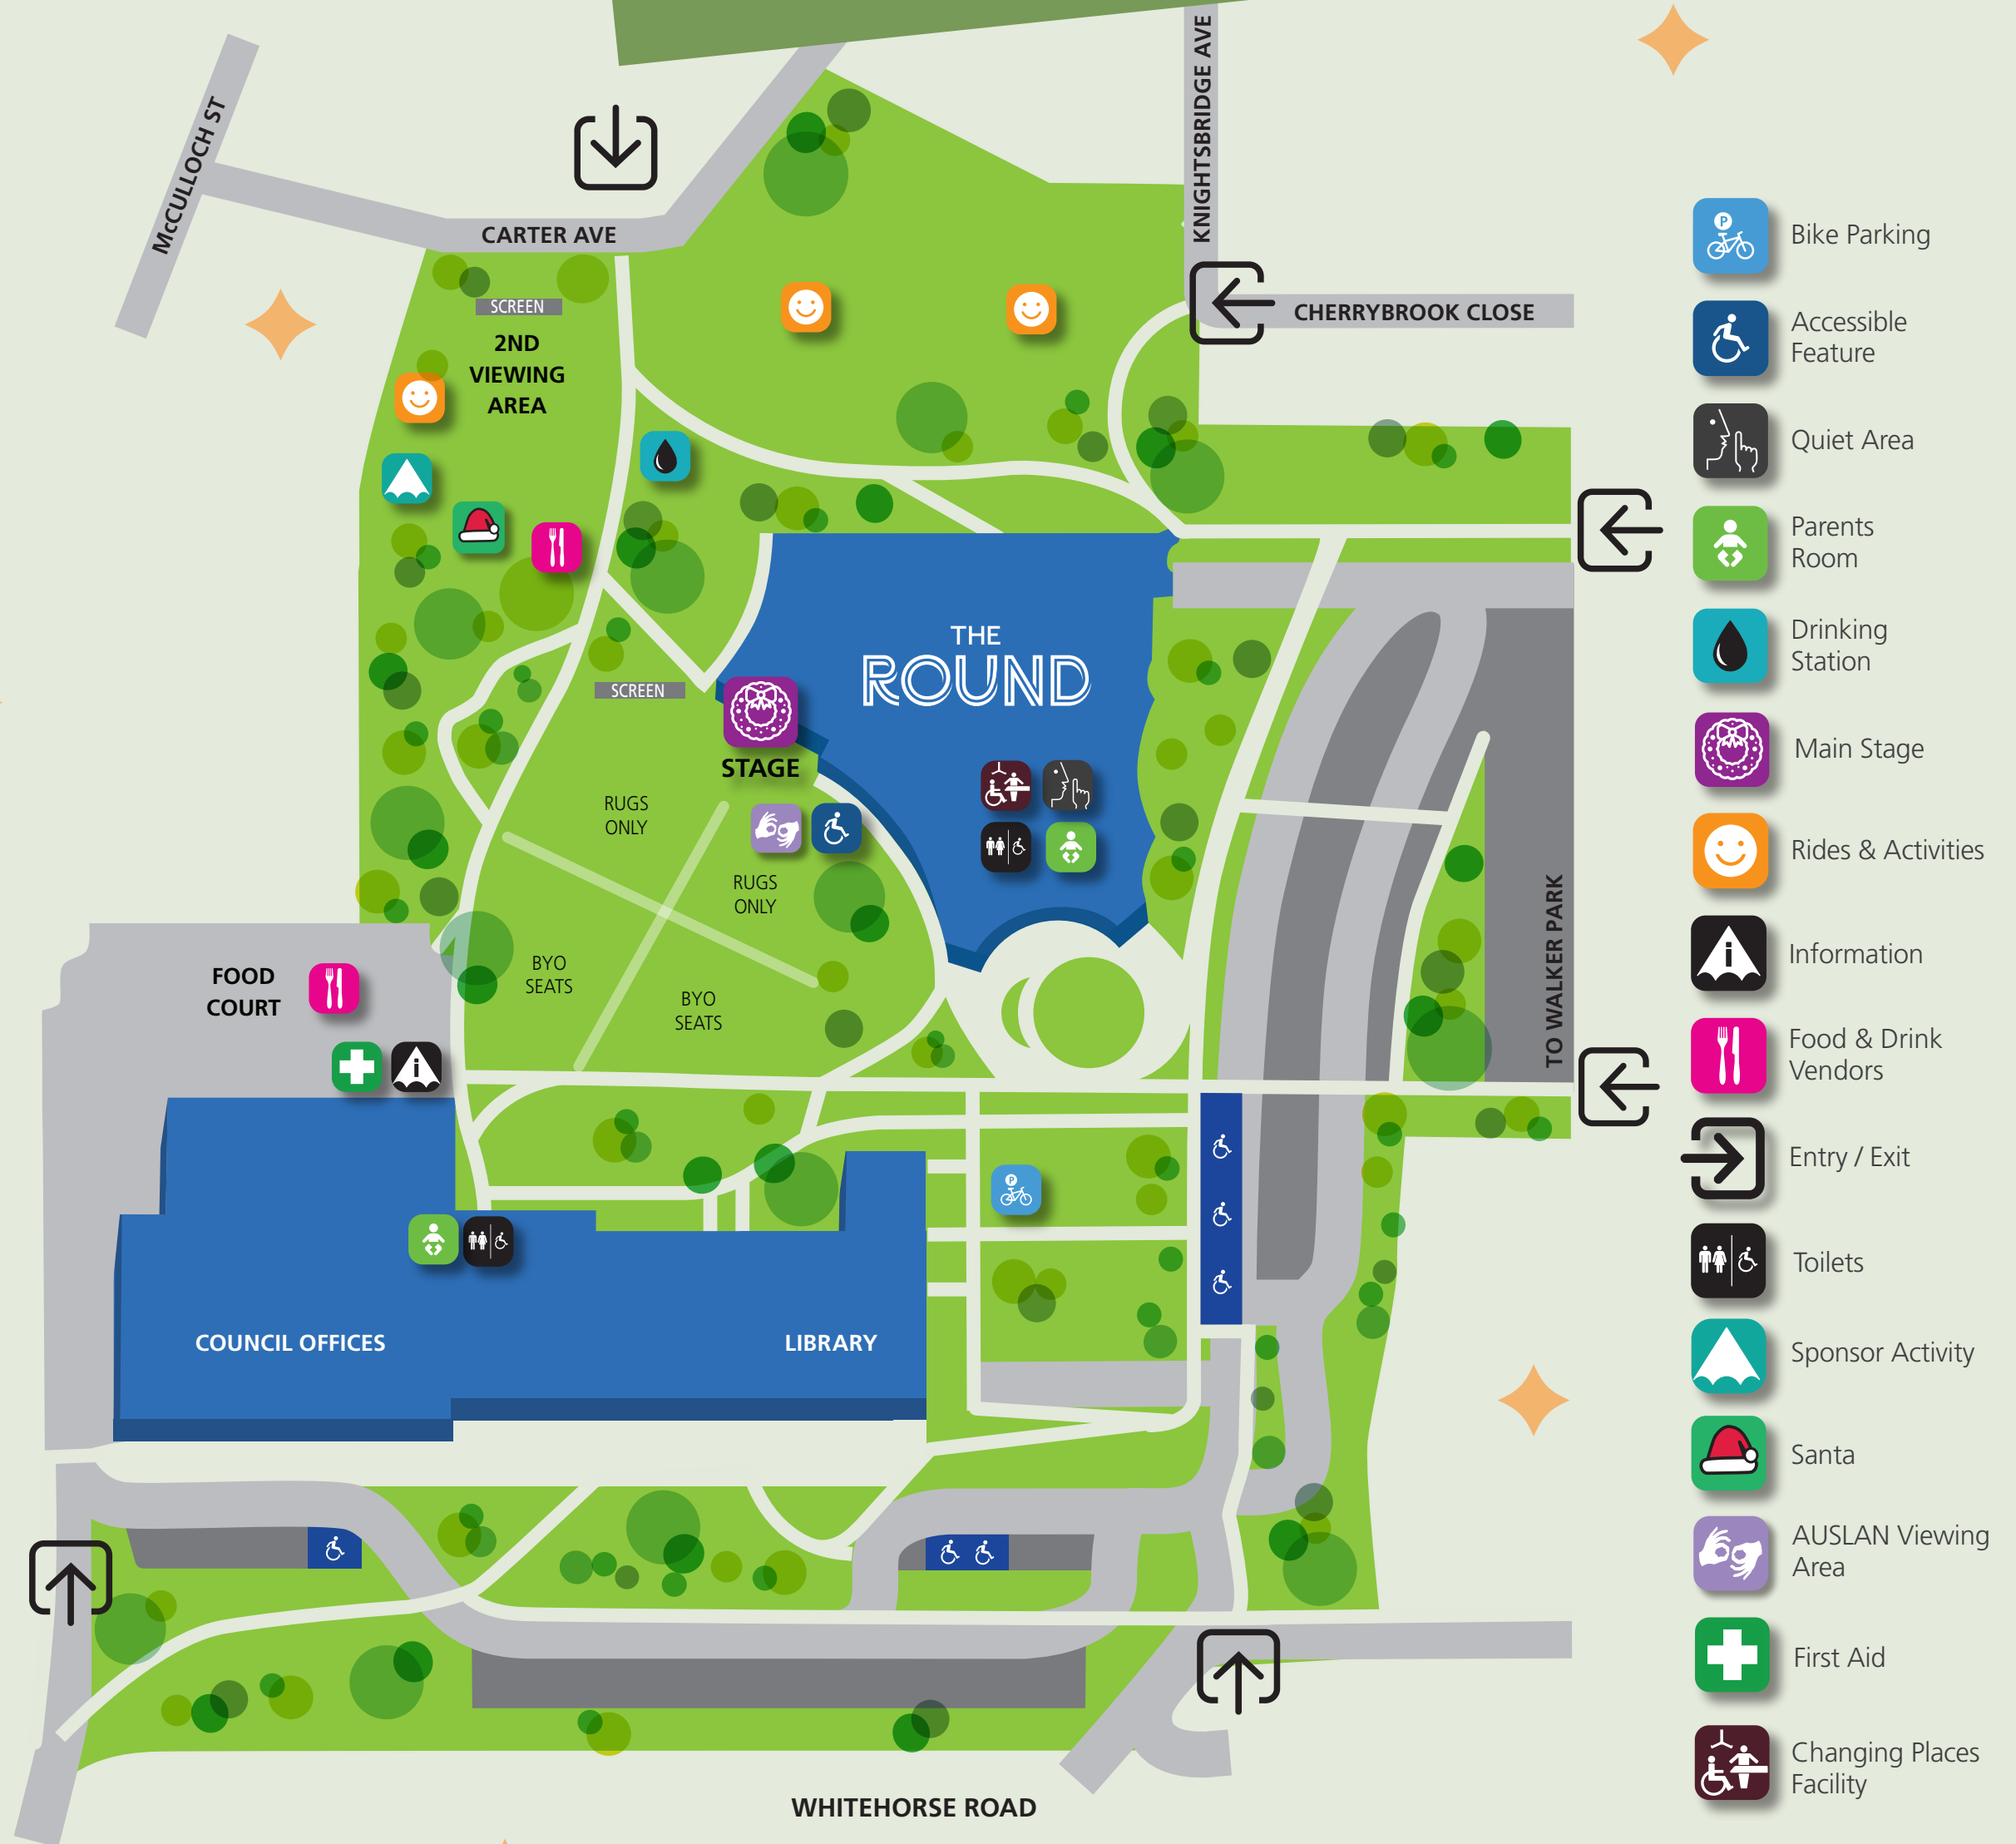 McCULLOCH ST
CARTER AVE
KNIGHTSBRIDGE AVE
CHERRYBROOK CLOSE
SCREEN
2ND
VIEWING
AREA
THE
ROUND
SCREEN
STAGE
RUGS
ONLY
RUGS
ONLY
BYO
SEATS
BYO
SEATS
FOOD
COURT
i
TO WALKER PARK
P
COUNCIL OFFICES
LIBRARY
WHITEHORSE ROAD
P
Bike Parking
Accessible
Feature
Quiet Area
Parents
Room
Drinking
Station
Main Stage
Rides & Activities
i
Information
Food & Drink
Vendors
Entry / Exit
Toilets
Sponsor Activity
Santa
AUSLAN Viewing
Area
First Aid
Changing Places
Facility